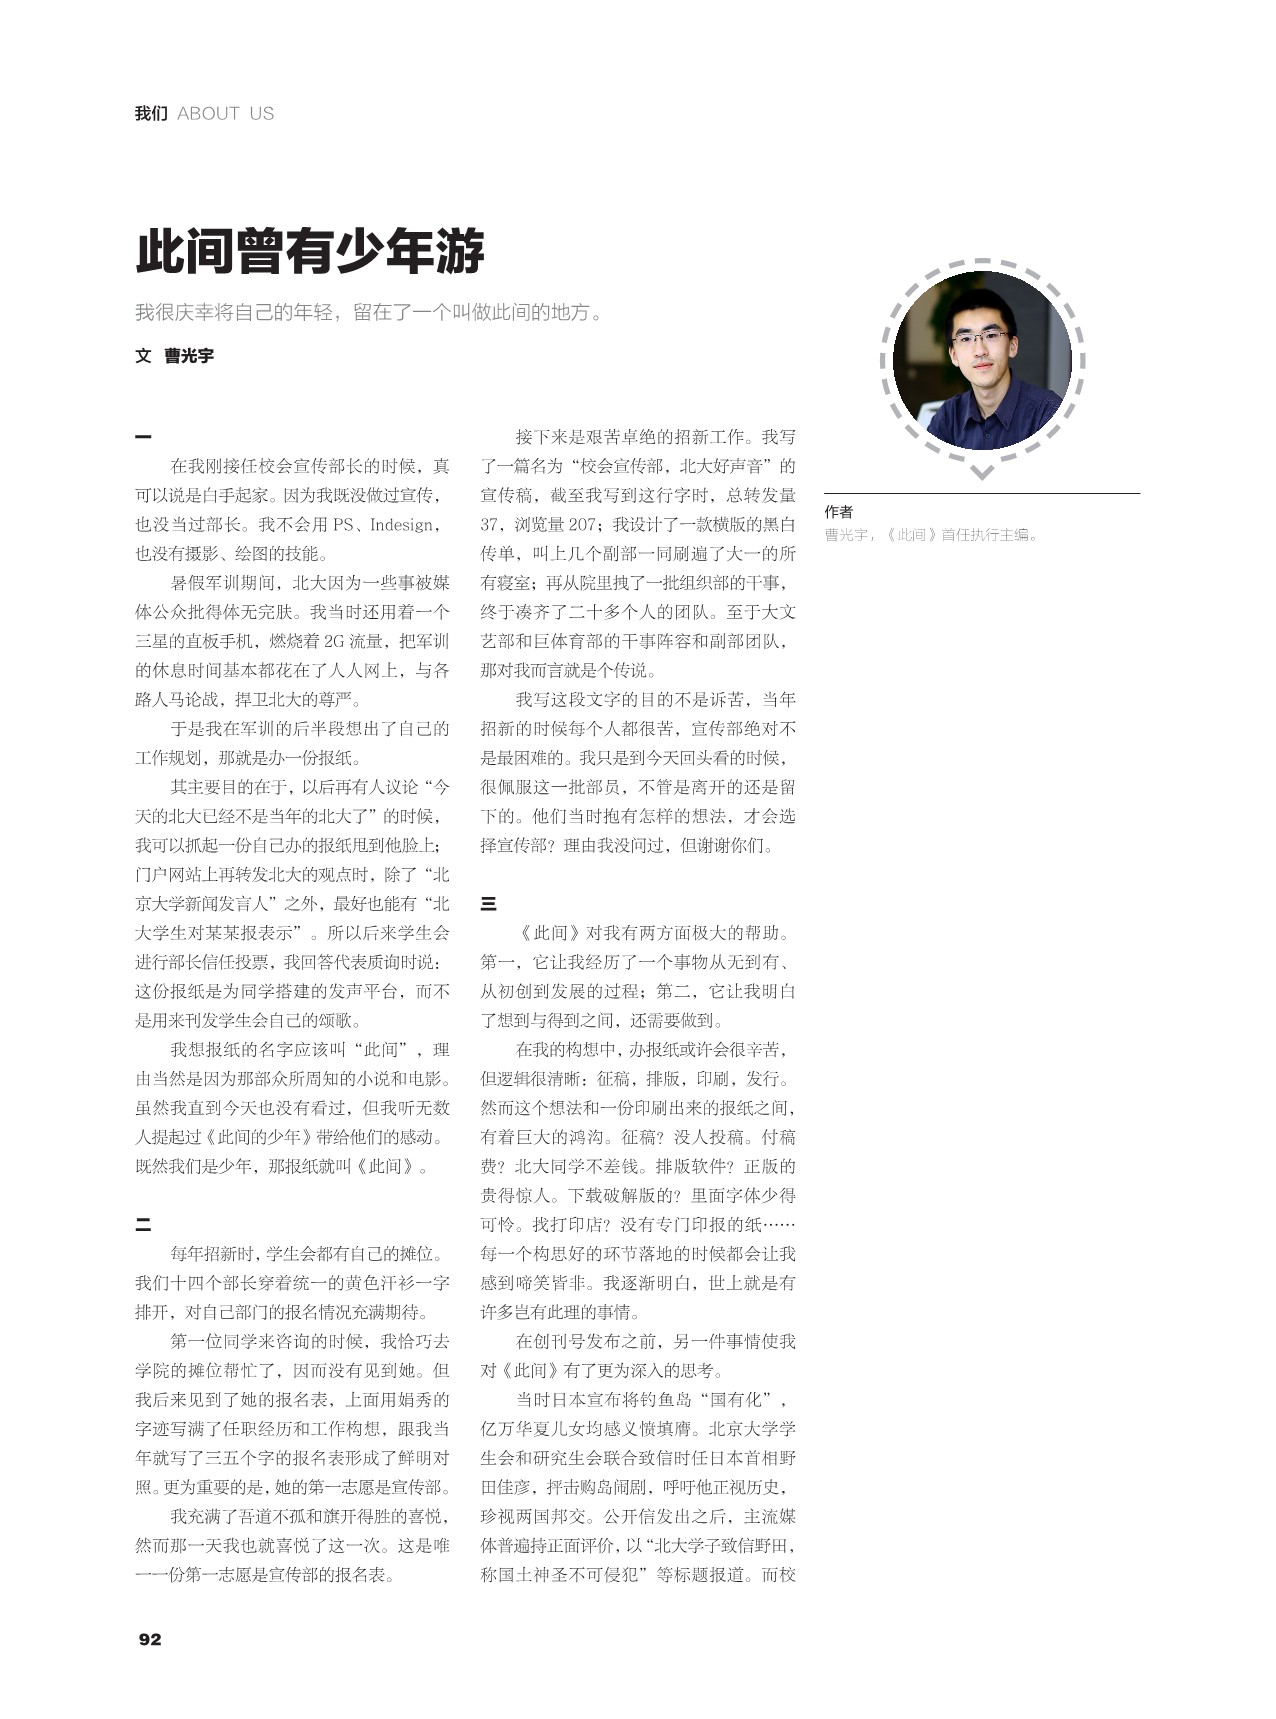 我们 ABOUT US
此间曾有少年游
我很庆幸将自己的年轻，留在了一个叫做此间的地方。
文 曹光宇
一
在我刚接任校会宣传部长的时候，真
可以说是白手起家。因为我既没做过宣传，
也没当过部长。我不会用 PS、Indesign，
也没有摄影、绘图的技能。
暑假军训期间，北大因为一些事被媒
体公众批得体无完肤。我当时还用着一个
三星的直板手机，燃烧着 2G 流量，把军训
的休息时间基本都花在了人人网上，与各
路人马论战，捍卫北大的尊严。
于是我在军训的后半段想出了自己的
工作规划，那就是办一份报纸。
其主要目的在于，以后再有人议论“今
天的北大已经不是当年的北大了”的时候，
我可以抓起一份自己办的报纸甩到他脸上；
门户网站上再转发北大的观点时，除了“北
京大学新闻发言人”之外，最好也能有“北
大学生对某某报表示”。所以后来学生会
进行部长信任投票，我回答代表质询时说：
这份报纸是为同学搭建的发声平台，而不
是用来刊发学生会自己的颂歌。
我想报纸的名字应该叫“此间”，理
由当然是因为那部众所周知的小说和电影。
虽然我直到今天也没有看过，但我听无数
人提起过《此间的少年》带给他们的感动。
既然我们是少年，那报纸就叫《此间》。
二
每年招新时，学生会都有自己的摊位。
我们十四个部长穿着统一的黄色汗衫一字
排开，对自己部门的报名情况充满期待。
第一位同学来咨询的时候，我恰巧去
学院的摊位帮忙了，因而没有见到她。但
我后来见到了她的报名表，上面用娟秀的
字迹写满了任职经历和工作构想，跟我当
年就写了三五个字的报名表形成了鲜明对
照。更为重要的是，她的第一志愿是宣传部。
我充满了吾道不孤和旗开得胜的喜悦，
然而那一天我也就喜悦了这一次。这是唯
一一份第一志愿是宣传部的报名表。
接下来是艰苦卓绝的招新工作。我写
了一篇名为“校会宣传部，北大好声音”的
宣传稿，截至我写到这行字时，总转发量
37，浏览量 207；我设计了一款横版的黑白
传单，叫上几个副部一同刷遍了大一的所
有寝室；再从院里拽了一批组织部的干事，
终于凑齐了二十多个人的团队。至于大文
艺部和巨体育部的干事阵容和副部团队，
那对我而言就是个传说。
我写这段文字的目的不是诉苦，当年
招新的时候每个人都很苦，宣传部绝对不
是最困难的。我只是到今天回头看的时候，
很佩服这一批部员，不管是离开的还是留
下的。他们当时抱有怎样的想法，才会选
择宣传部？理由我没问过，但谢谢你们。
三
《此间》对我有两方面极大的帮助。
第一，它让我经历了一个事物从无到有、
从初创到发展的过程；第二，它让我明白
了想到与得到之间，还需要做到。
在我的构想中，办报纸或许会很辛苦，
但逻辑很清晰：征稿，排版，印刷，发行。
然而这个想法和一份印刷出来的报纸之间，
有着巨大的鸿沟。征稿？没人投稿。付稿
费？北大同学不差钱。排版软件？正版的
贵得惊人。下载破解版的？里面字体少得
可怜。找打印店？没有专门印报的纸……
每一个构思好的环节落地的时候都会让我
感到啼笑皆非。我逐渐明白，世上就是有
许多岂有此理的事情。
在创刊号发布之前，另一件事情使我
对《此间》有了更为深入的思考。
当时日本宣布将钓鱼岛“国有化”，
亿万华夏儿女均感义愤填膺。北京大学学
生会和研究生会联合致信时任日本首相野
田佳彦，抨击购岛闹剧，呼吁他正视历史，
珍视两国邦交。公开信发出之后，主流媒
体普遍持正面评价，以“北大学子致信野田，
称国土神圣不可侵犯”等标题报道。而校
作者
曹光宇，《此间》首任执行主编。
92